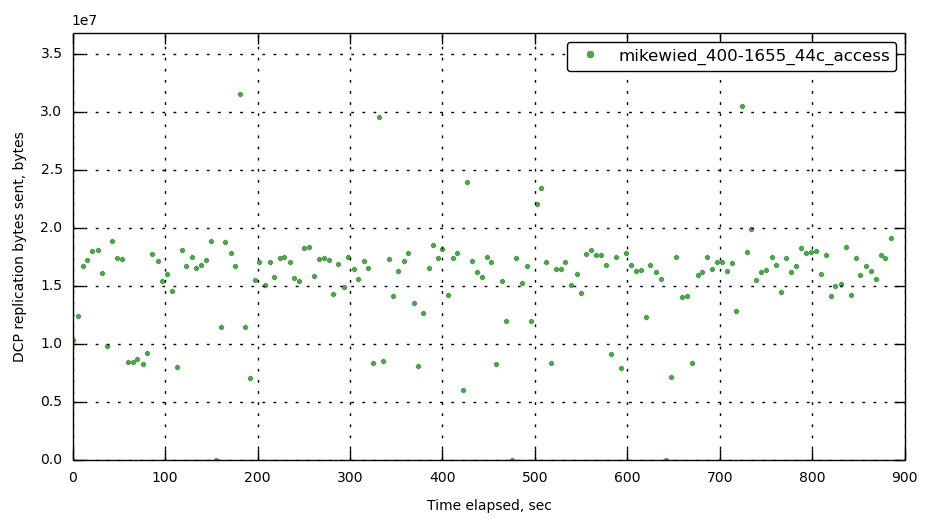 1e7
3.5
mikewied_400-1655_44c_access
3.0
2.5
2.0
1.5
1.0
0.5
0.0
DCP replication bytes sent, bytes
0 100 200 300 400 500 600 700 800 900
Time elapsed, sec